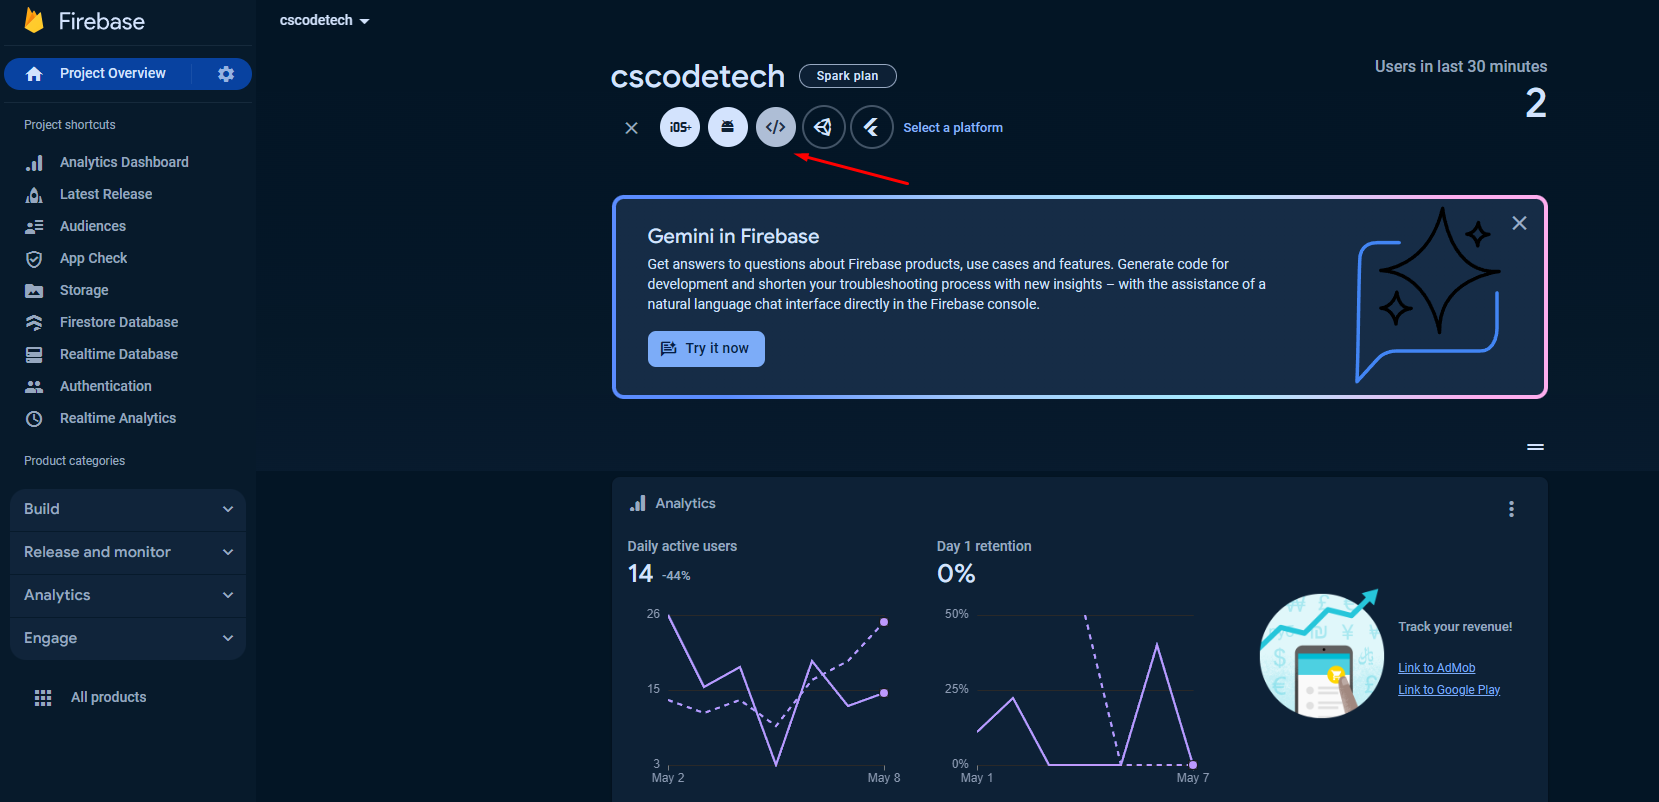 Firebase
cscodetech
Project Overview
Project shortcuts
Analytics Dashboard
Latest Release
Audiences
App Check
Storage
Firestore Database
Realtime Database
Authentication
Realtime Analytics
Product categories
Build
Release and monitor
Analytics
Engage
All products
cscodetech
Spark plan
Users in last 30 minutes
2
iOS+
</>
Select a platform
Gemini in Firebase
Get answers to questions about Firebase products, use cases and features. Generate code for
development and shorten your troubleshooting process with new insights – with the assistance of a
natural language chat interface directly in the Firebase console.
Try it now
Analytics
Daily active users
14 -44%
26
15
3
May 2
May 8
Day 1 retention
0%
50%
25%
0%
May 1
May 7
Track your revenue!
Link to AdMob
Link to Google Play